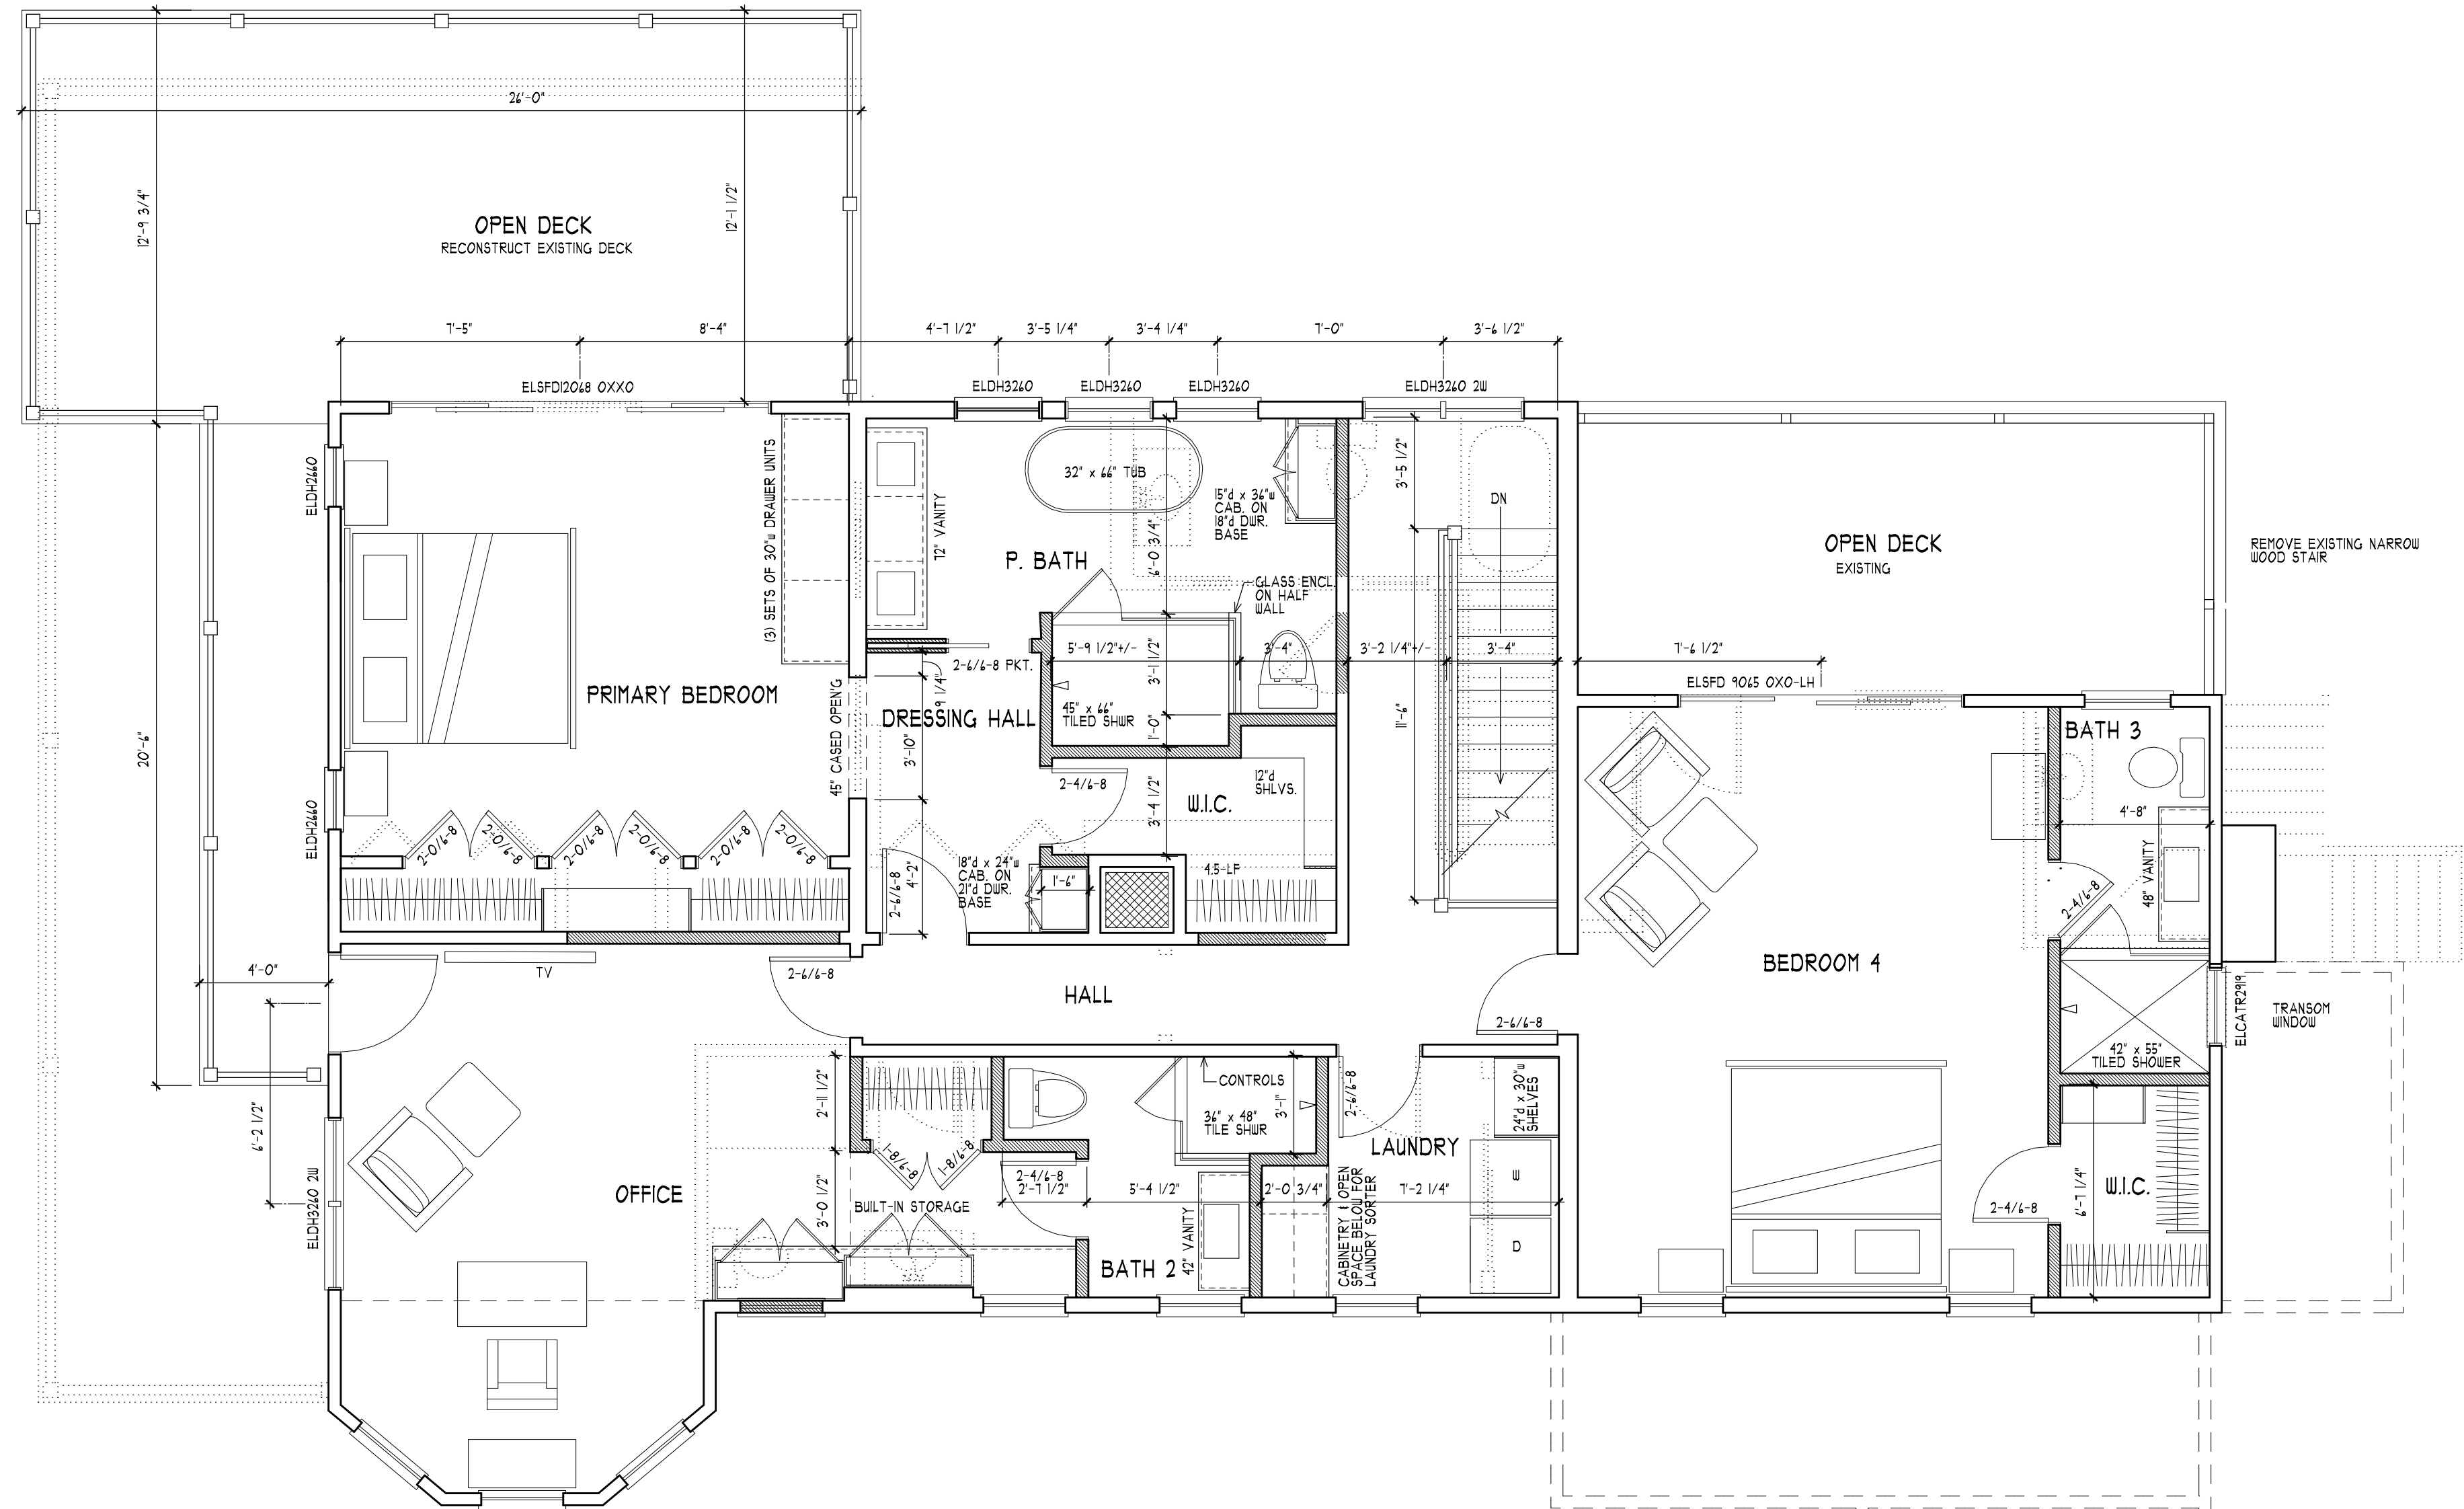 26'-0"
12'-9 3/4"
12'-1 1/2"
OPEN DECK
RECONSTRUCT EXISTING DECK
7'-5"
8'-4"
4'-7 1/2"
3'-5 1/4"
3'-4 1/4"
7'-0"
3'-6 1/2"
ELSFD12068 OXXO
ELDH3260
ELDH3260
ELDH3260
ELDH3260 2W
ELDH2660
(3) SETS OF 30"w DRAWER UNITS
72" VANITY
32" x 66" TUB
15"d x 36"w
CAB. ON
18"d DWR.
BASE
3'-5 1/2"
DN
6'-0 3/4"
P. BATH
GLASS ENCL.
ON HALF
WALL
OPEN DECK
EXISTING
REMOVE EXISTING NARROW
WOOD STAIR
2-6/6-8 PKT.
5'-9 1/2"+/-
3'-4"
3'-2 1/4"+/-
3'-4"
7'-6 1/2"
3'-1 1/2"
9 1/4"
ELSFD 9065 OXO-LH
PRIMARY BEDROOM
DRESSING HALL
45" x 66"
TILED SHWR
1'-0"
11'-6"
BATH 3
20'-6"
45" CASED OPEN'G
3'-10"
2-4/6-8
12"d
SHLVS.
W.I.C.
3'-4 1/2"
4'-8"
ELDH2660
2-0/6-8
2-0/6-8
2-0/6-8
2-0/6-8
2-0/6-8
2-0/6-8
2-6/6-8
4'-2"
18"d x 24"w
CAB. ON
21"d DWR.
BASE
1'-6"
4.5-LF
48" VANITY
2-4/6-8
4'-0"
TV
2-6/6-8
HALL
BEDROOM 4
2-6/6-8
ELCATR2919
TRANSOM
WINDOW
42" x 55"
TILED SHOWER
6'-2 1/2"
2'-11 1/2"
CONTROLS
3'-1"
36" x 48"
TILE SHWR
2-6/6-8
24"d x 30"w
SHELVES
LAUNDRY
1-8/6-8
1-8/6-8
2-4/6-8
2'-7 1/2"
5'-4 1/2"
2'-0 3/4"
7'-2 1/4"
W
D
OFFICE
BUILT-IN STORAGE
3'-0 1/2"
ELDH3260 2W
BATH 2
42" VANITY
CABINETRY & OPEN
SPACE BELOW FOR
LAUNDRY SORTER
2-4/6-8
6'-7 1/4"
W.I.C.